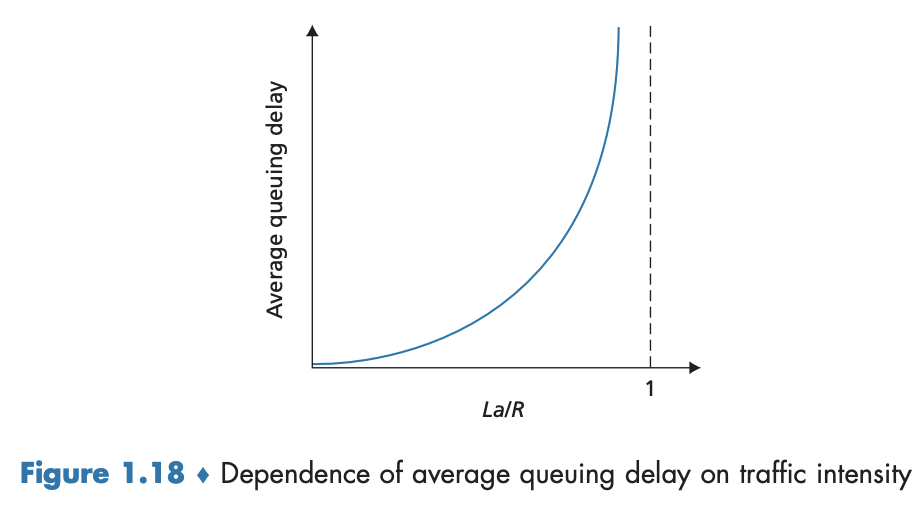 Average queuing delay
1
La/R
Figure 1.18 ♦ Dependence of average queuing delay on traffic intensity